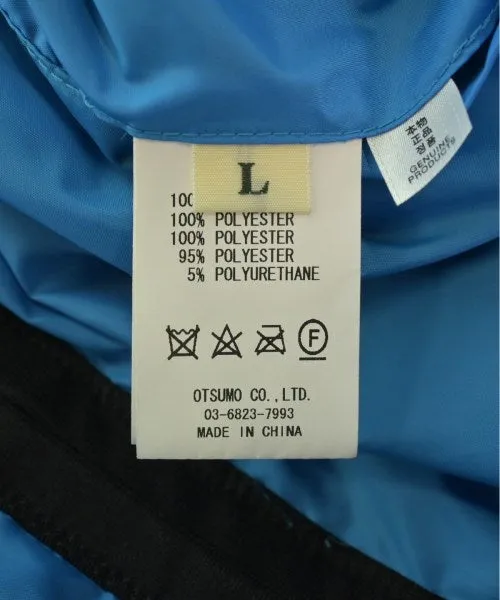 L
100
100% POLYESTER
100% POLYESTER
95% POLYESTER
5% POLYURETHANE
F
OTSUMO CO.,LTD.
03-6823-7993
MADE IN CHINA
本物
正品
정품
GENUINE
PRODUCT®